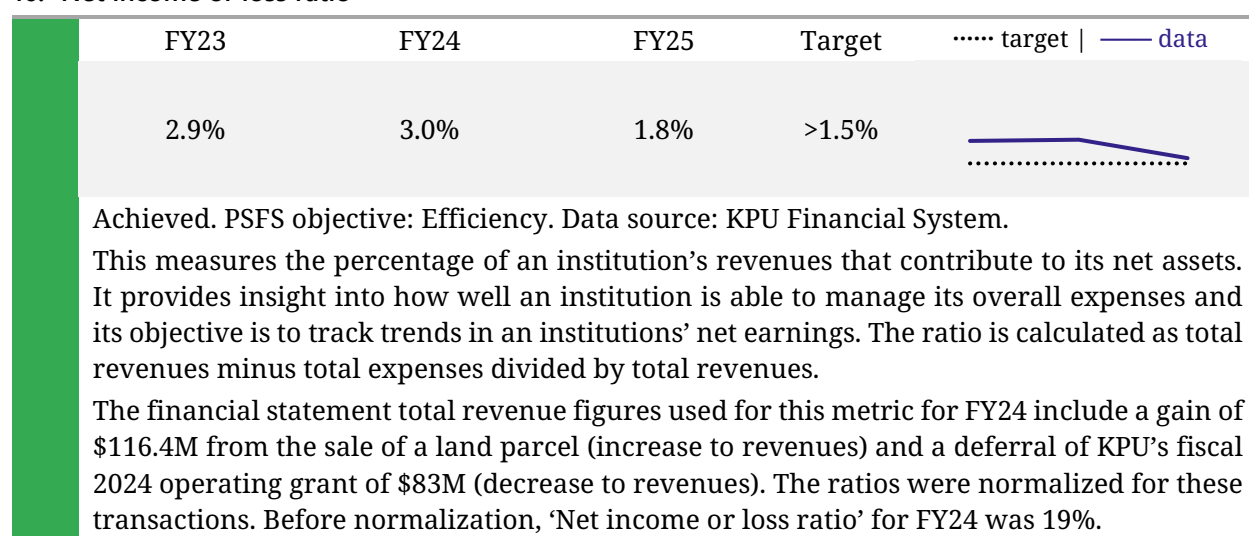 FY23 FY24 FY25 Target ...... target | —— data
2.9% 3.0% 1.8% >1.5%
Achieved. PSFS objective: Efficiency. Data source: KPU Financial System.
This measures the percentage of an institution’s revenues that contribute to its net assets.
It provides insight into how well an institution is able to manage its overall expenses and
its objective is to track trends in an institutions’ net earnings. The ratio is calculated as total
revenues minus total expenses divided by total revenues.
The financial statement total revenue figures used for this metric for FY24 include a gain of
$116.4M from the sale of a land parcel (increase to revenues) and a deferral of KPU’s fiscal
2024 operating grant of $83M (decrease to revenues). The ratios were normalized for these
transactions. Before normalization, ‘Net income or loss ratio’ for FY24 was 19%.